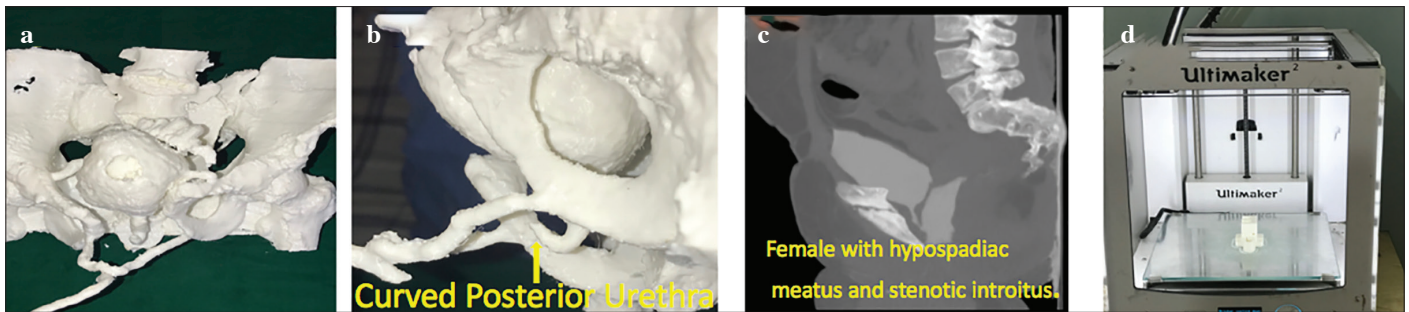 a
b
c
d
Curved Posterior Urethra
Female with hypospadiac
meatus and stenotic introitus.
Ultimaker²
Ultimaker²